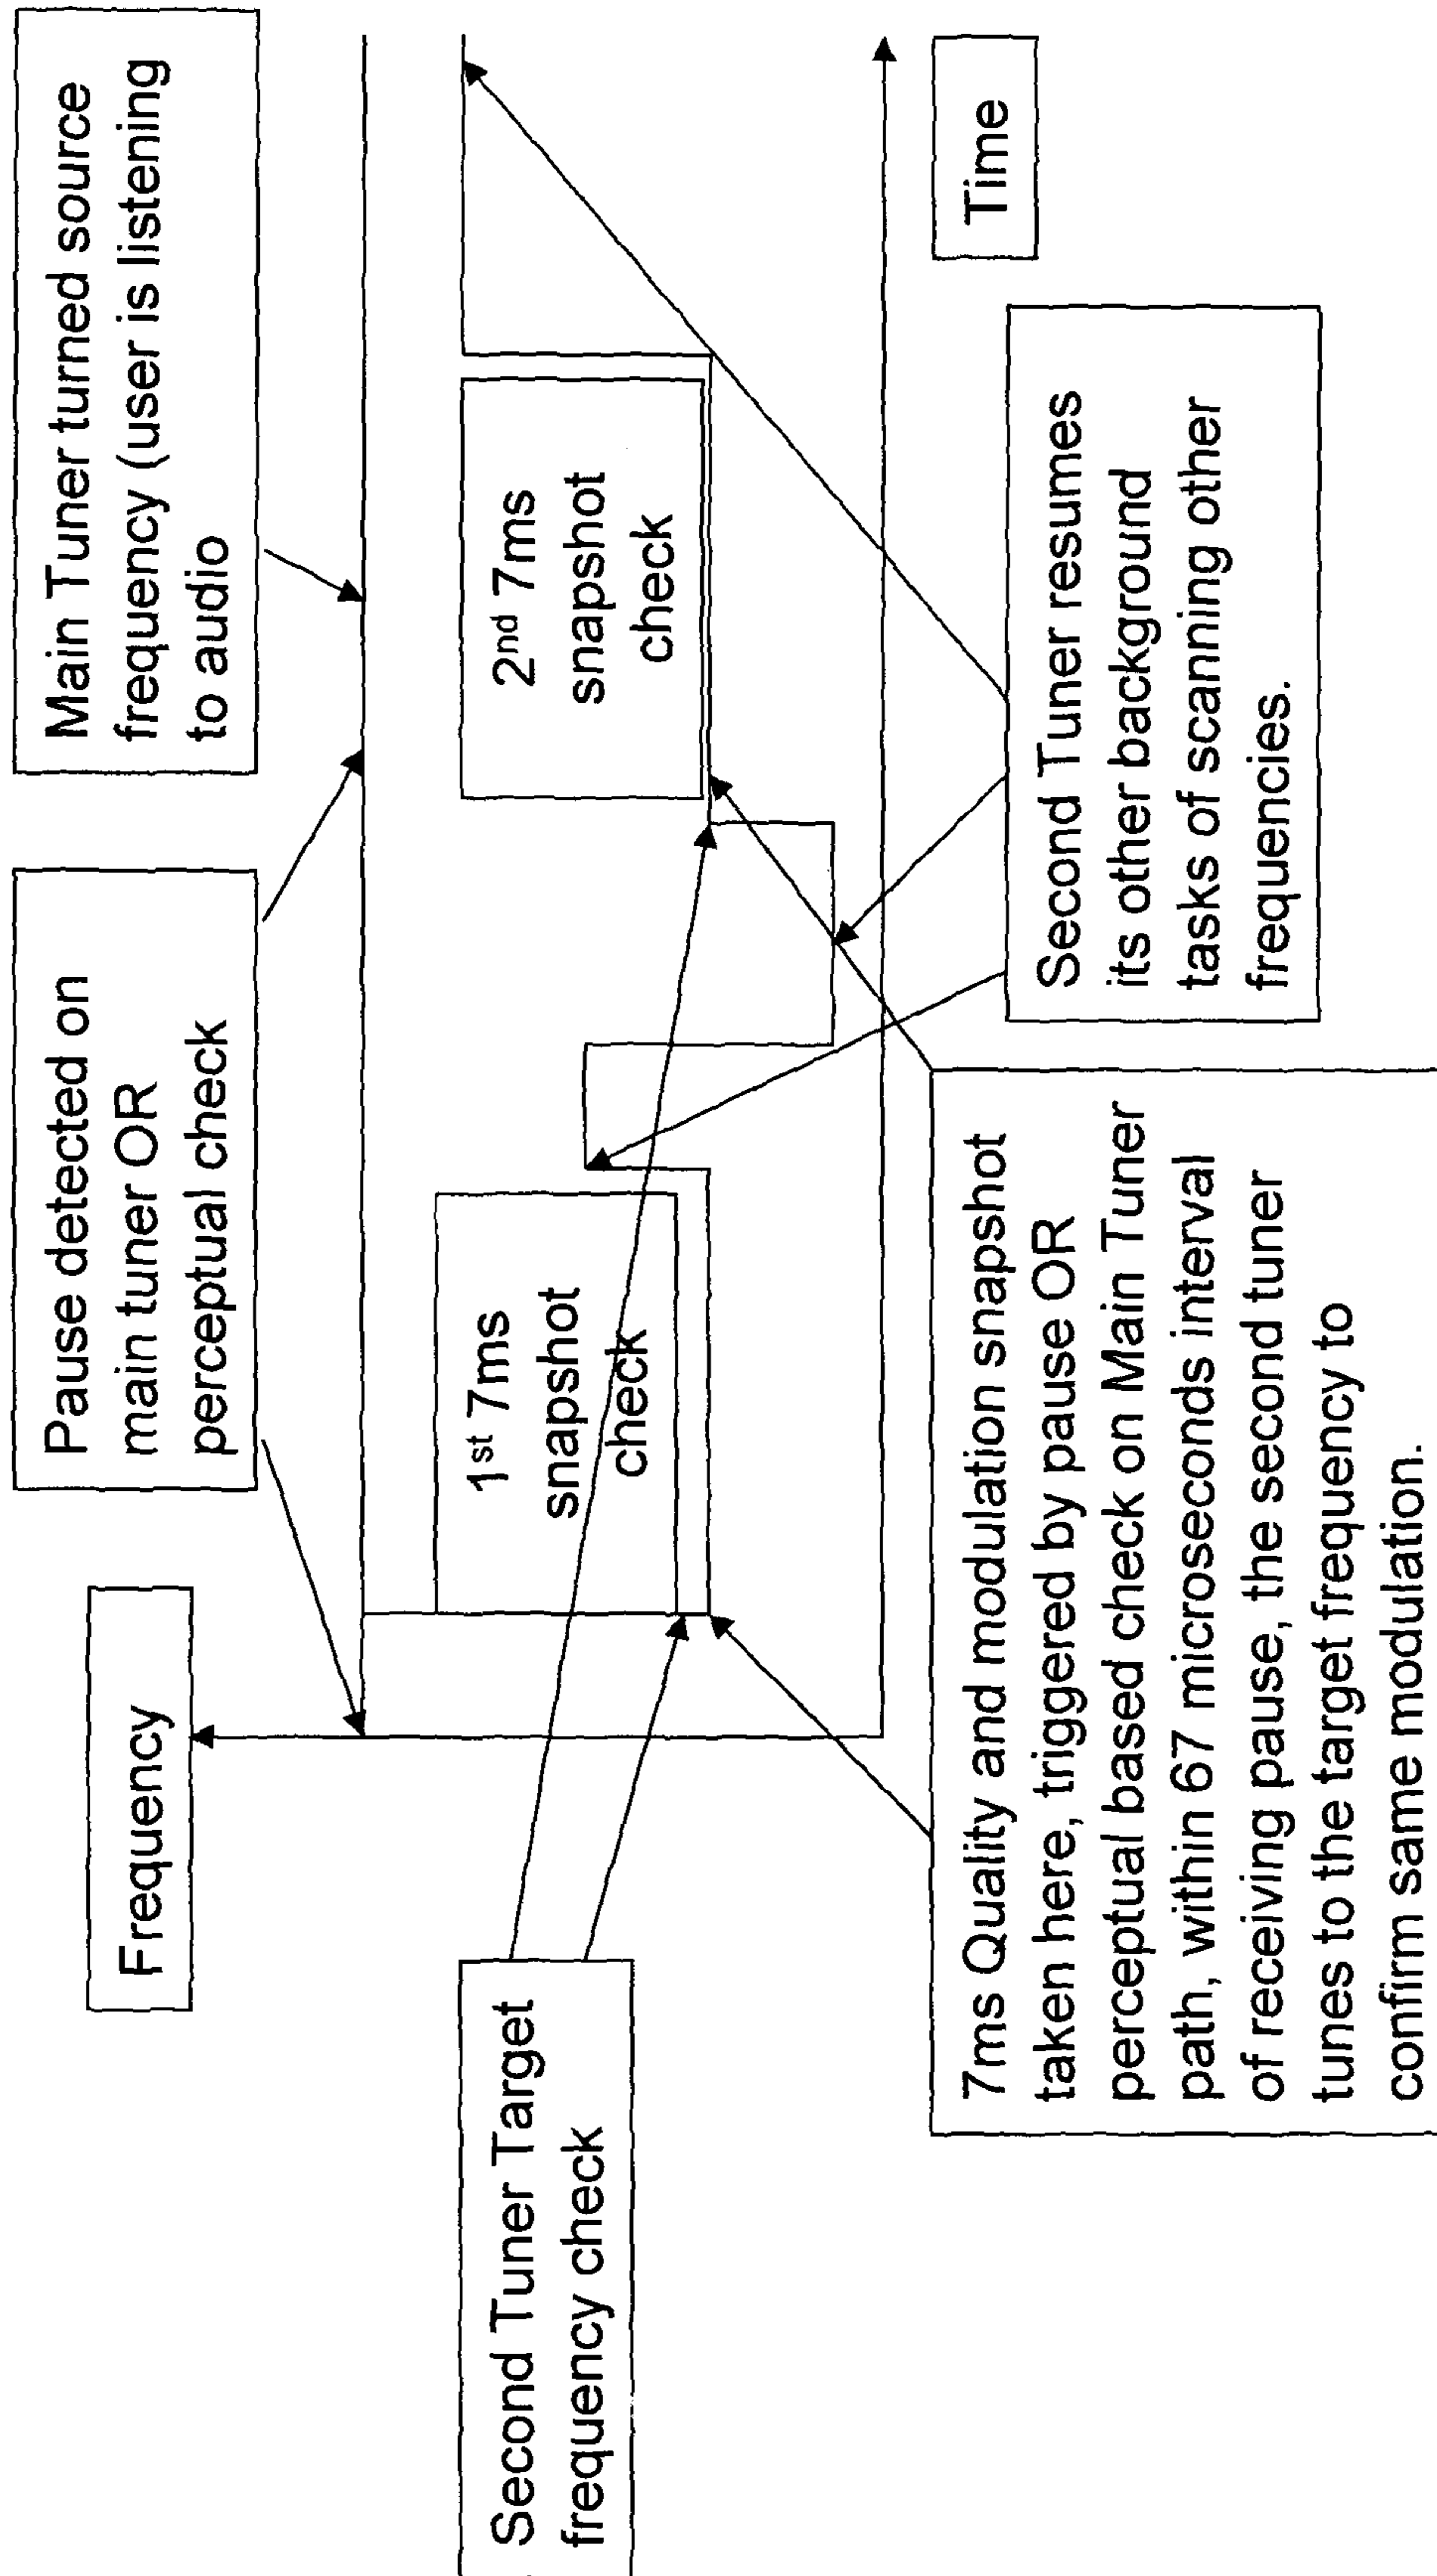 Frequency
Pause detected on
main tuner OR
perceptual check
Main Tuner turned source
frequency (user is listening
to audio
Second Tuner Target
frequency check
1st 7ms
snapshot
check
2nd 7ms
snapshot
check
Time
7ms Quality and modulation snapshot
taken here, triggered by pause OR
perceptual based check on Main Tuner
path, within 67 microseconds interval
of receiving pause, the second tuner
tunes to the target frequency to
confirm same modulation.
Second Tuner resumes
its other background
tasks of scanning other
frequencies.